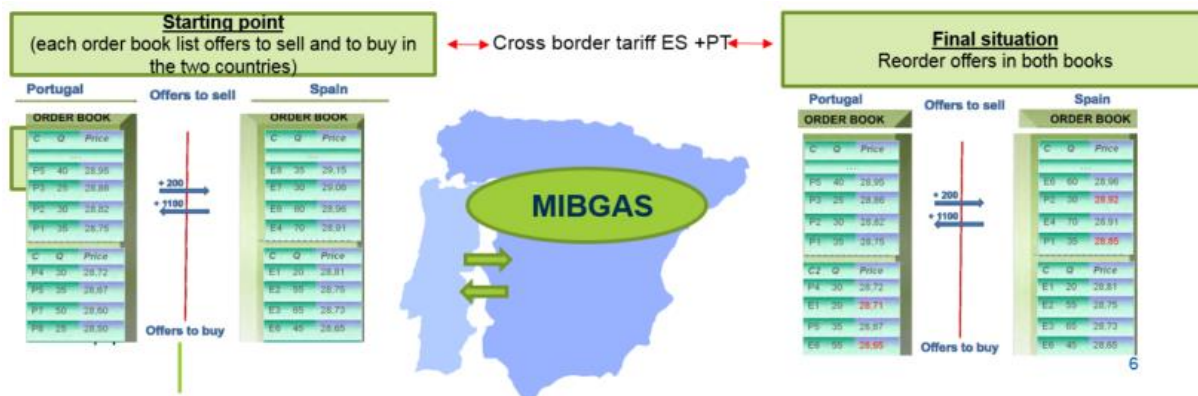 Starting point
(each order book list offers to sell and to buy in
the two countries)
Cross border tariff ES +PT
Final situation
Reorder offers in both books
Portugal
Offers to sell
Spain
ORDER BOOK
C Q Price
....
P5 40 28,95
P3 25 28,86
P2 30 28,82
P1 35 28,75
C Q Price
P4 30 28,72
P5 35 28,67
P7 50 28,60
P8 25 28,50
+ 200
+ 1100
Offers to buy
ORDER BOOK
C Q Price
....
E8 35 29,15
E7 30 29,06
E6 60 28,96
E4 70 28,91
C Q Price
E1 20 28,81
E2 55 28,75
E3 65 28,73
E6 45 28,65
MIBGAS
Portugal
Offers to sell
Spain
ORDER BOOK
C Q Price
....
P5 40 28,95
P3 25 28,86
P2 30 28,82
P1 35 28,75
C2 Q Price
P4 30 28,72
E1 20 28,71
P5 35 28,67
E6 55 28,65
+ 200
+ 1100
Offers to buy
ORDER BOOK
C Q Price
....
E6 60 28,96
P2 30 28,92
E4 70 28,91
P1 35 28,85
C Q Price
E1 20 28,81
E2 55 28,75
E3 65 28,73
E6 45 28,65
6